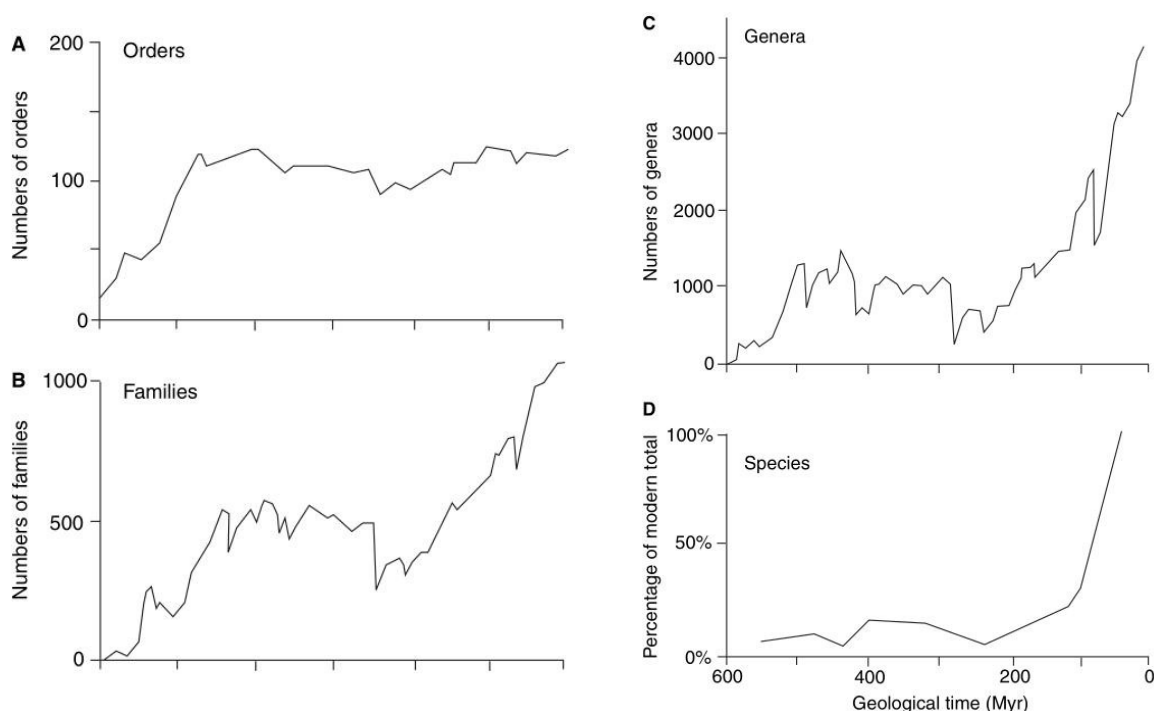 A
Orders
200
100
0
Numbers of orders
B
Families
1000
500
0
Numbers of families
C
Genera
4000
3000
2000
1000
0
Numbers of genera
D
Species
100%
50%
0%
Percentage of modern total
600 400 200 0
Geological time (Myr)